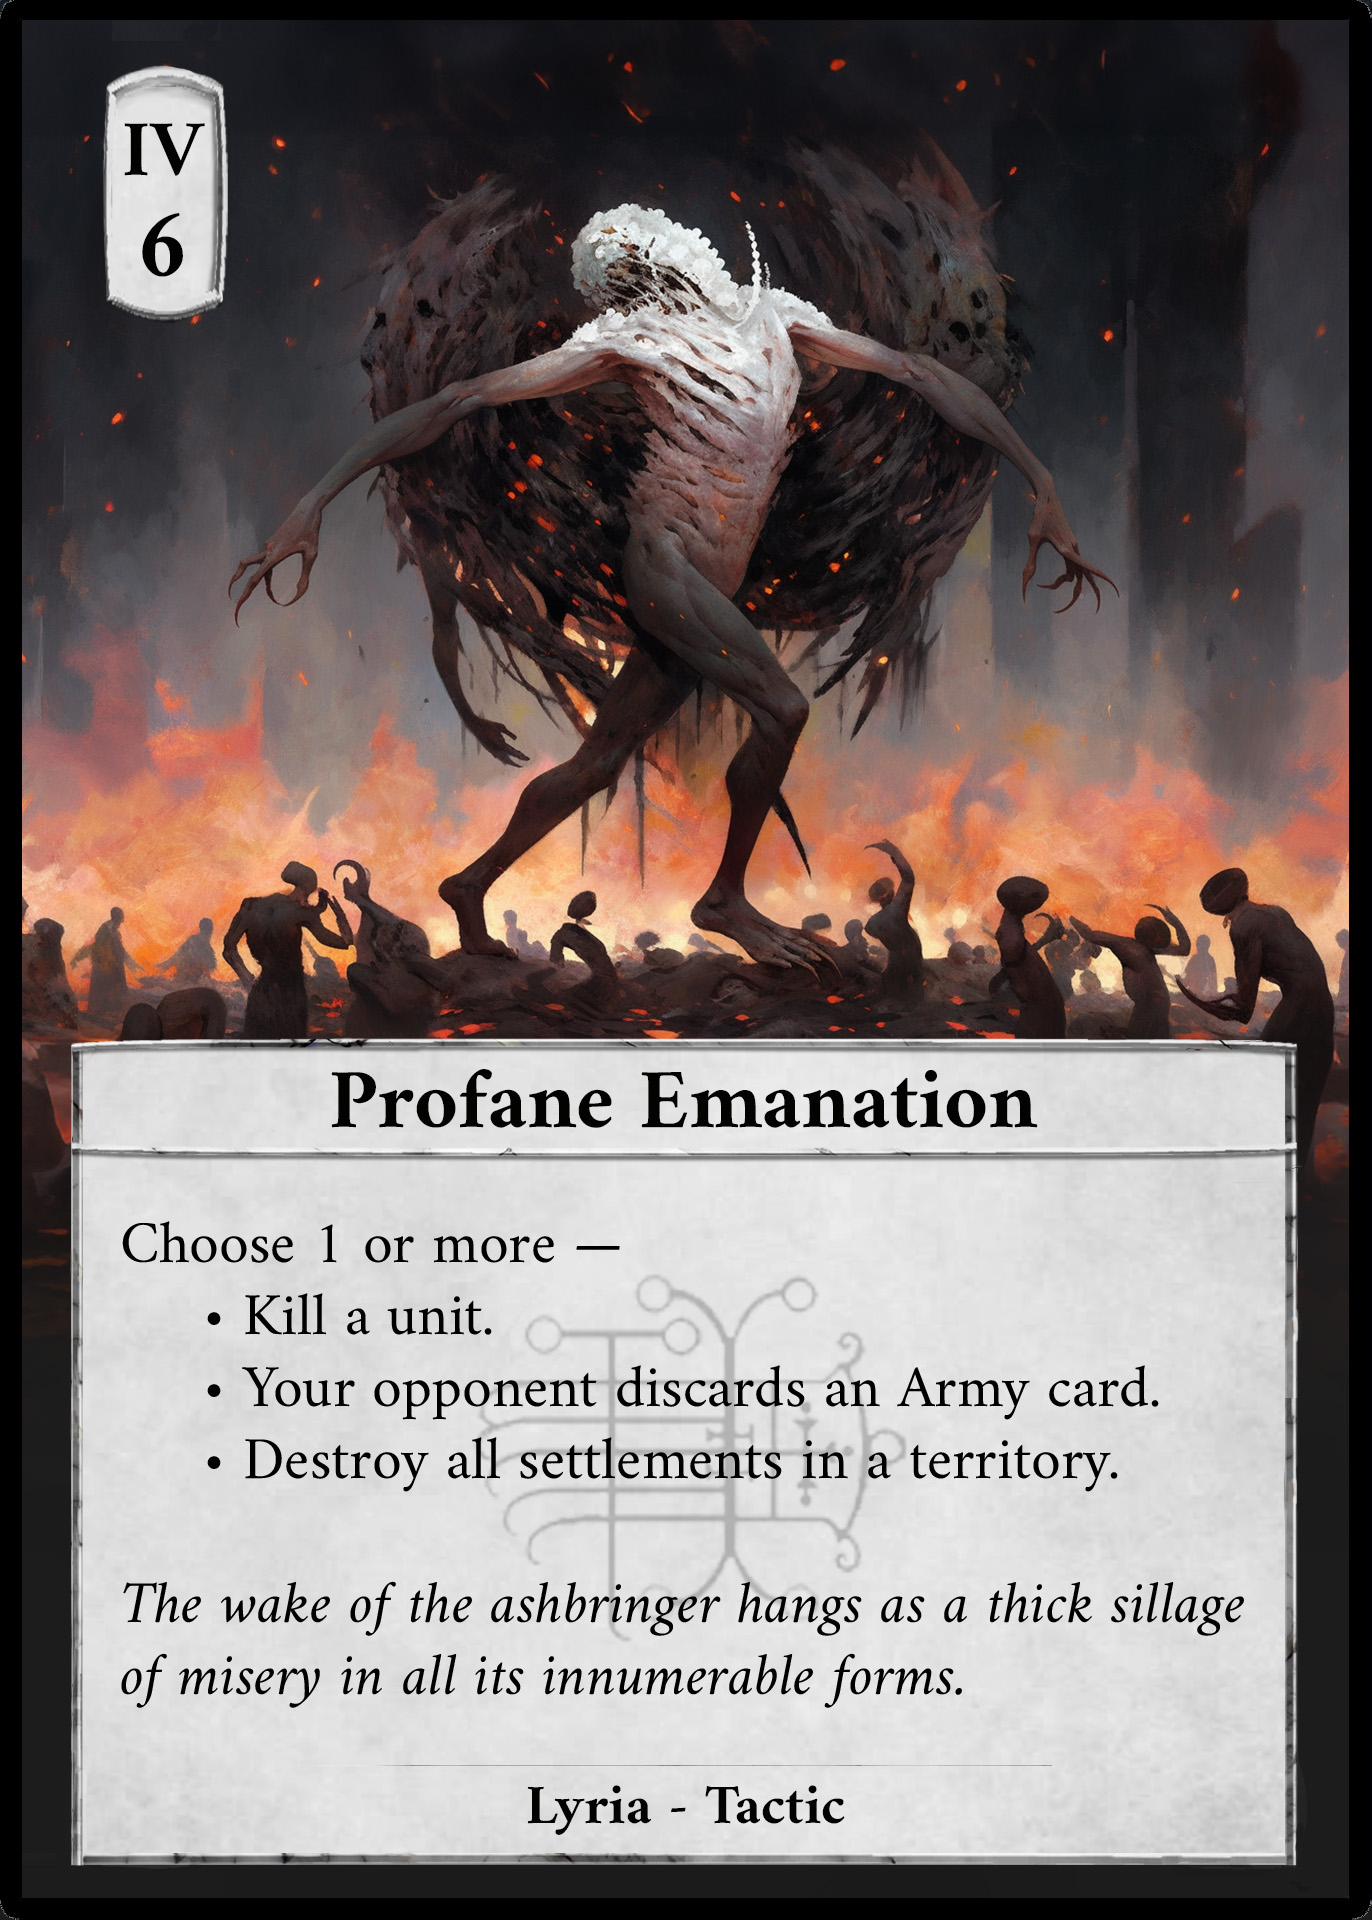 IV
6
Profane Emanation
Choose 1 or more —
• Kill a unit.
• Your opponent discards an Army card.
• Destroy all settlements in a territory.
The wake of the ashbringer hangs as a thick sillage
of misery in all its innumerable forms.
Lyria - Tactic